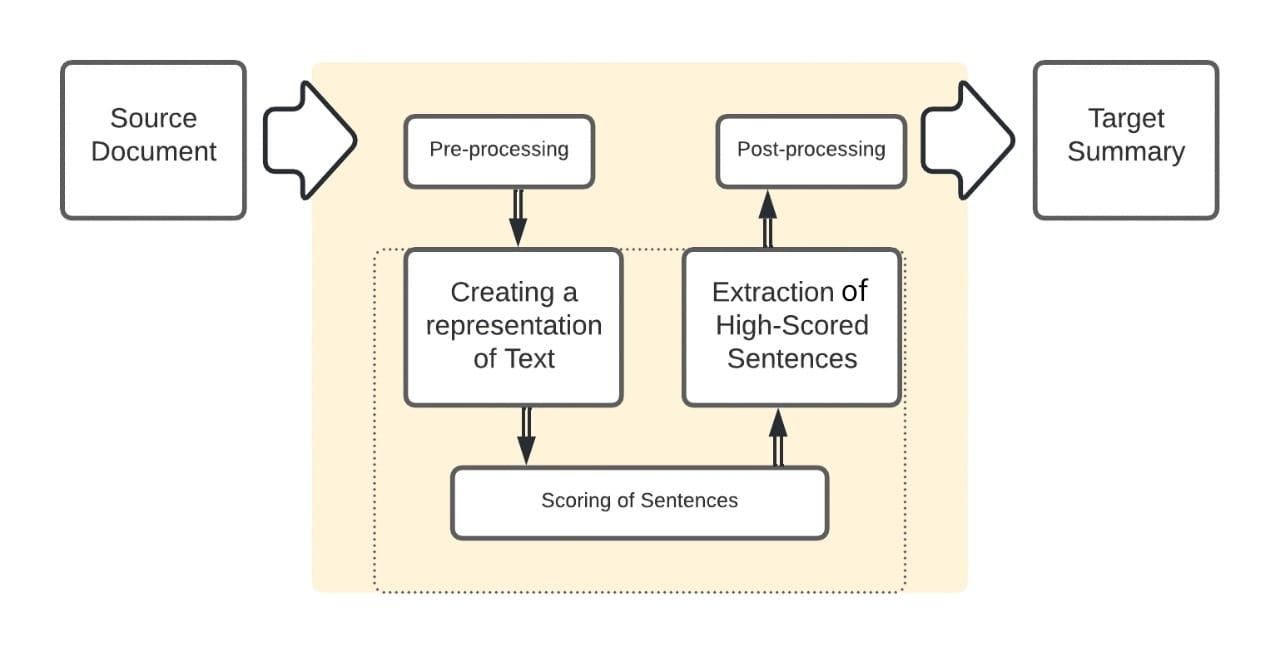 Source
Document
Pre-processing
Post-processing
Target
Summary
Creating a
representation
of Text
Extraction of
High-Scored
Sentences
Scoring of Sentences